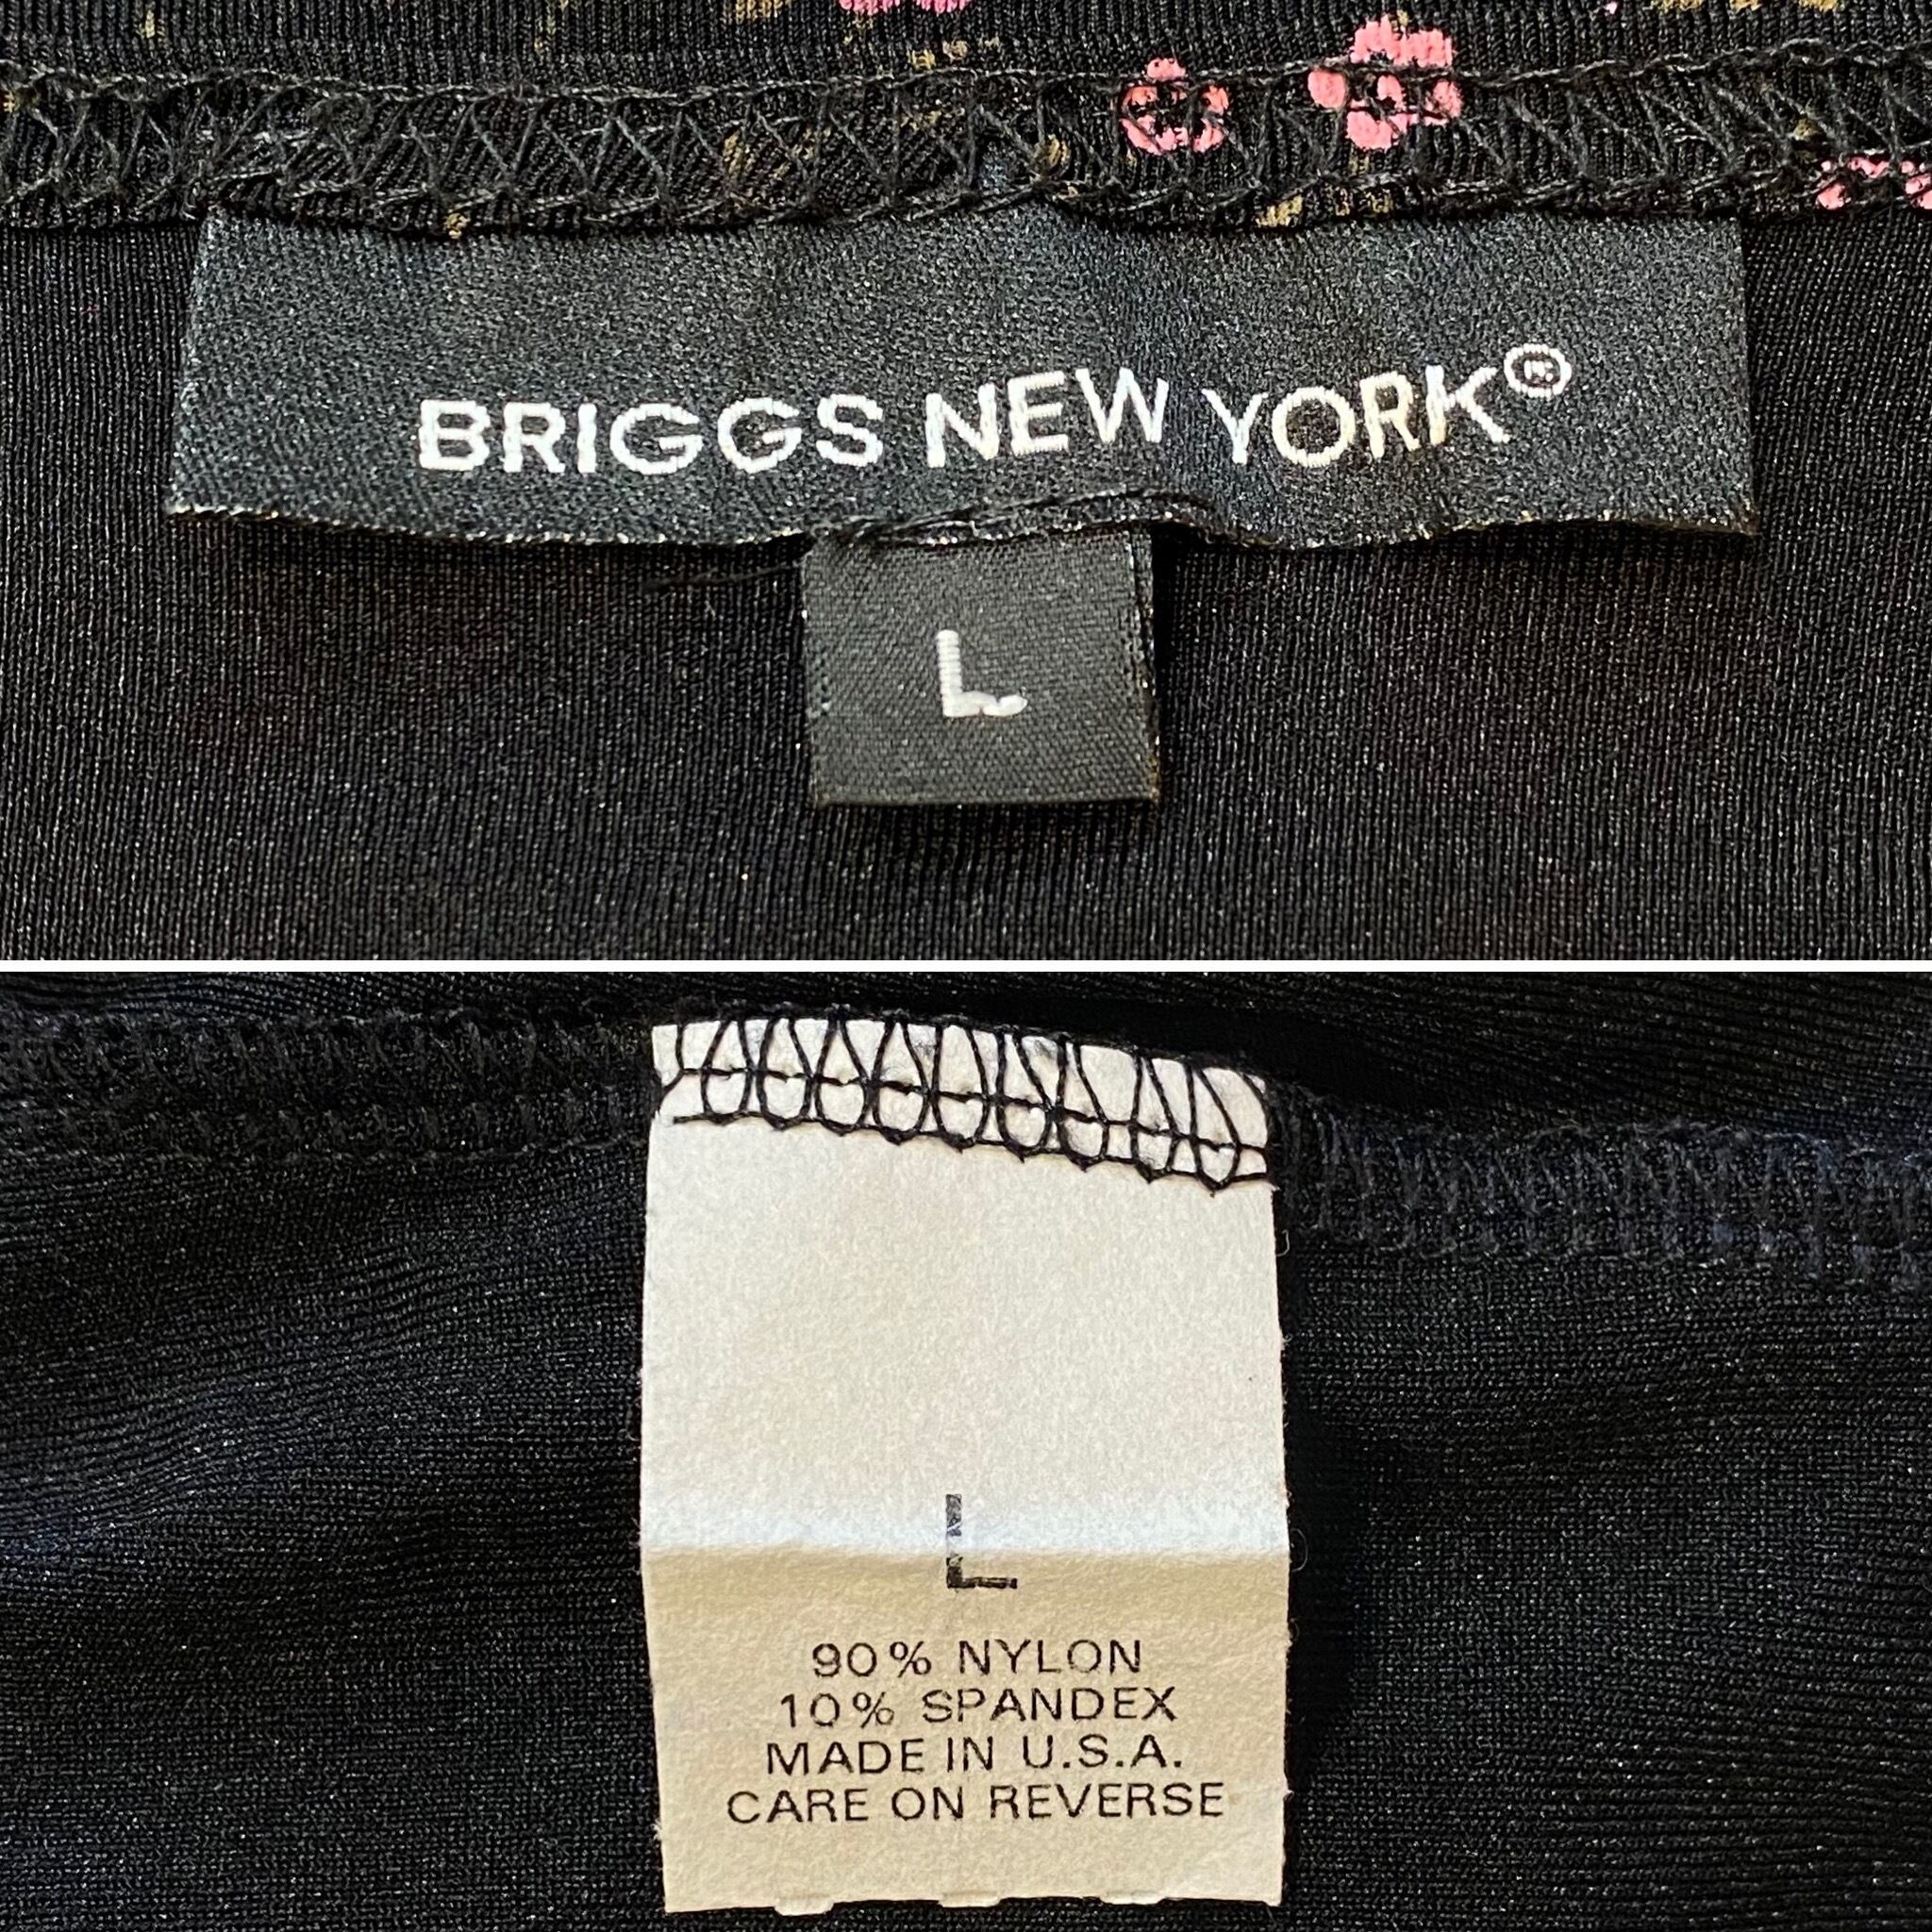 BRIGGS NEW YORK®
L
L
90% NYLON
10% SPANDEX
MADE IN U.S.A.
CARE ON REVERSE